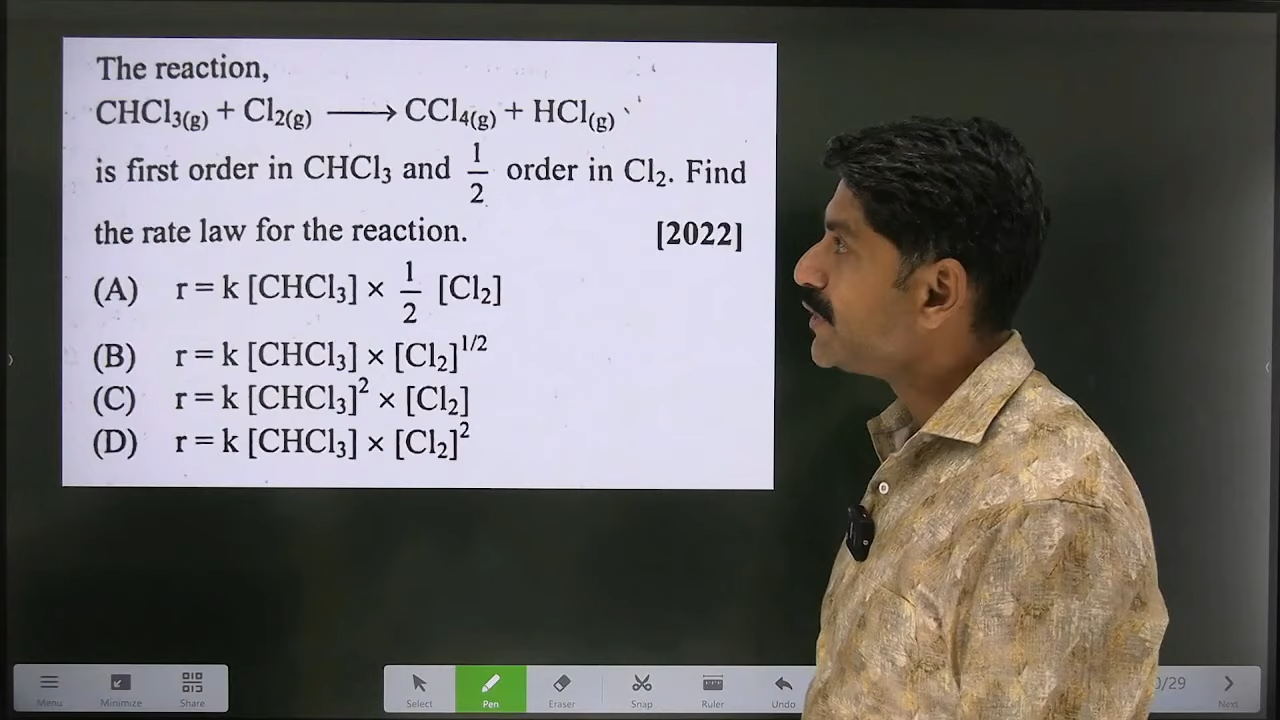 The reaction,
CHCl₃(g) + Cl₂(g) ⟶ CCl₄(g) + HCl(g)
is first order in CHCl₃ and 1/2 order in Cl₂. Find
the rate law for the reaction. [2022]
(A) r = k [CHCl₃] × 1/2 [Cl₂]
(B) r = k [CHCl₃] × [Cl₂]^1/2
(C) r = k [CHCl₃]² × [Cl₂]
(D) r = k [CHCl₃] × [Cl₂]²
Menu Minimize Share Select Pen Eraser Snap Ruler Undo /29 Next